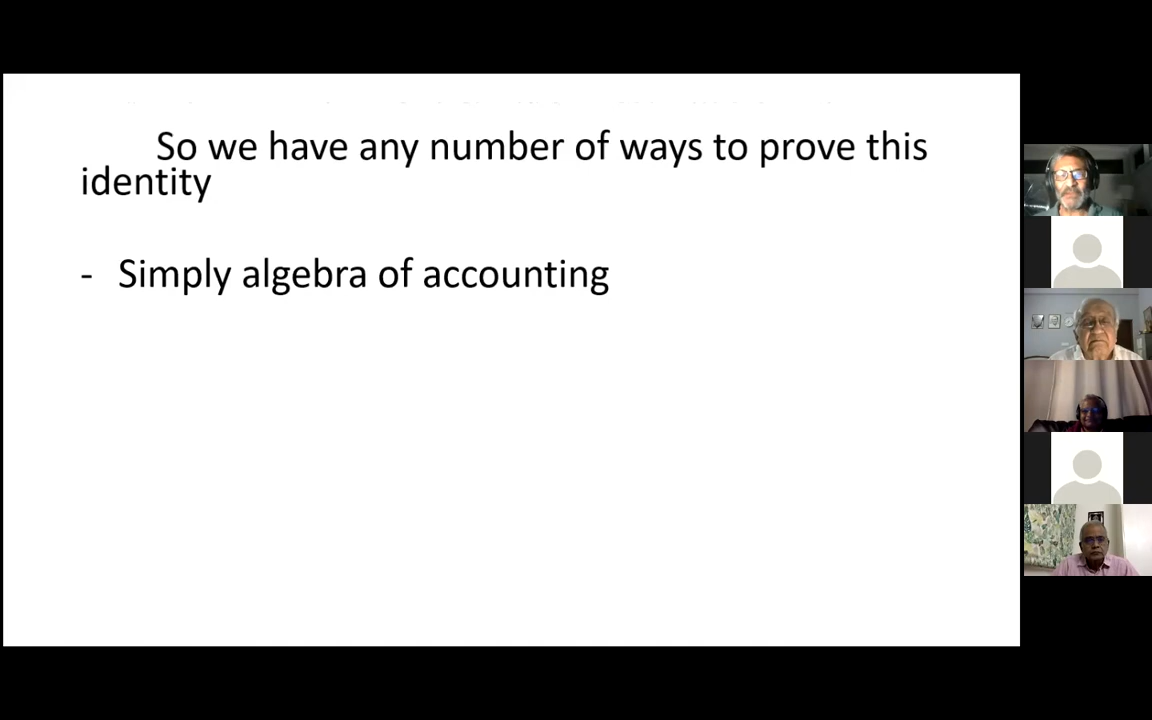 So we have any number of ways to prove this
identity
- Simply algebra of accounting